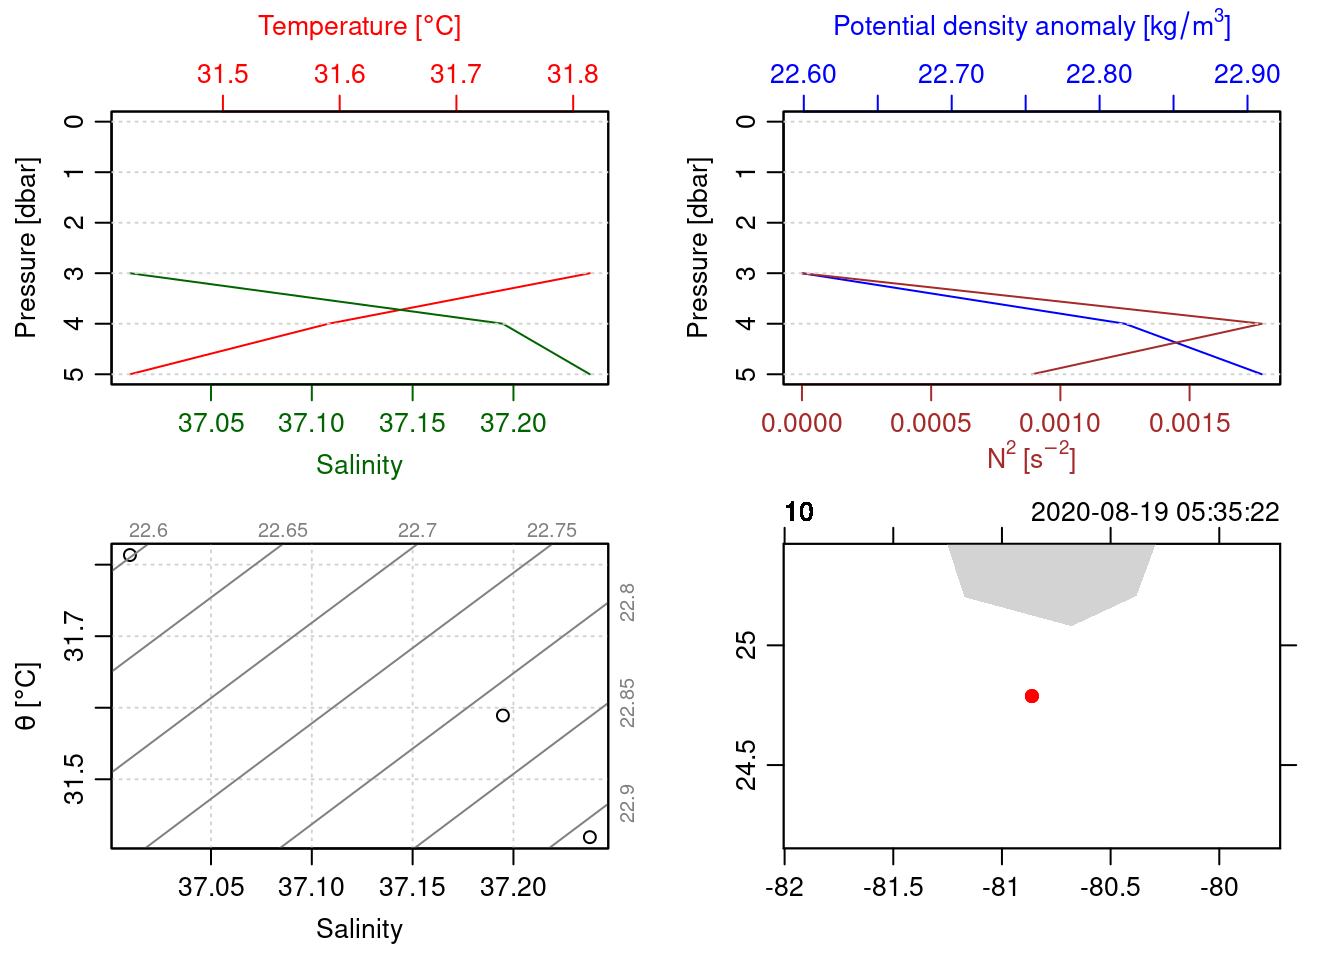 Temperature [°C]
31.5 31.6 31.7 31.8
Pressure [dbar]
0
1
2
3
4
5
37.05 37.10 37.15 37.20
Salinity
Potential density anomaly [kg/m³]
22.60 22.70 22.80 22.90
Pressure [dbar]
0
1
2
3
4
5
0.0000 0.0005 0.0010 0.0015
N² [s⁻²]
22.6 22.65 22.7 22.75
22.8
22.85
22.9
θ [°C]
31.7
31.5
37.05 37.10 37.15 37.20
Salinity
10 2020-08-19 05:35:22
25
24.5
-82 -81.5 -81 -80.5 -80